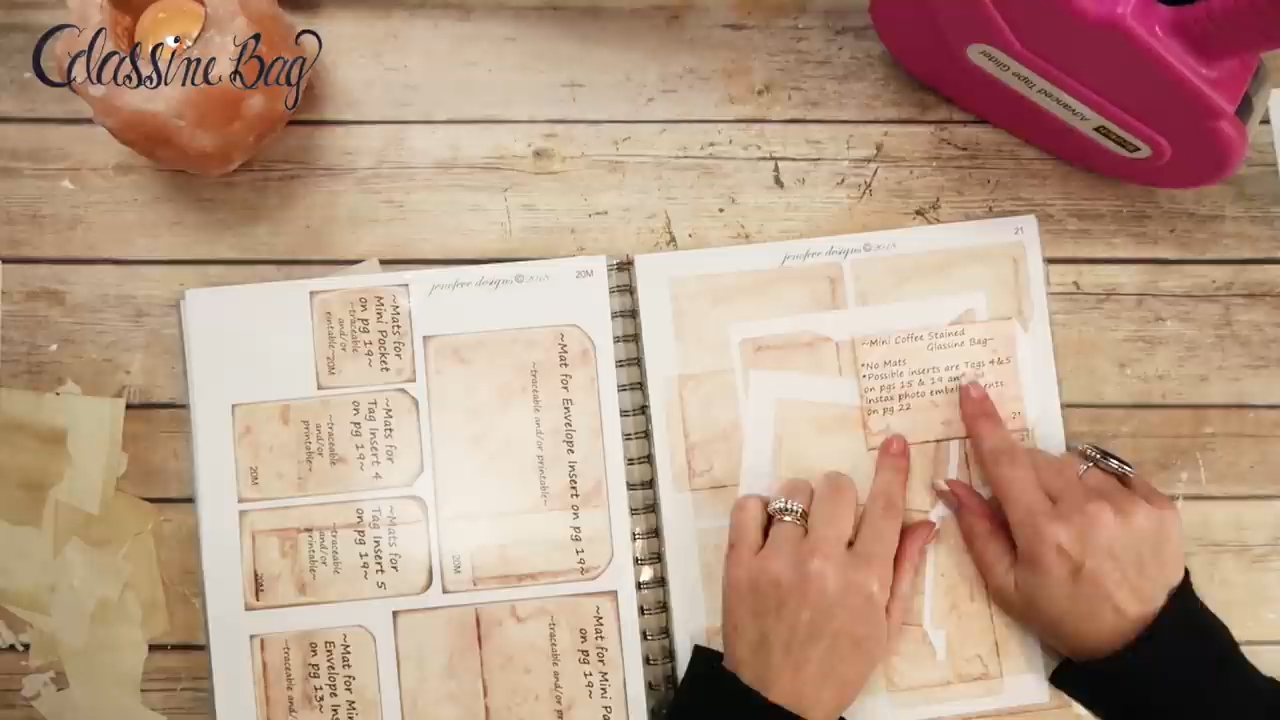 Glassine Bag
Advanced Tape Glider
jenofeve designs©2018
20M
~Mats for
Mini Pocket
on pg 19~
~traceable
and/or
printable~
20M
~Mats for
Tag Insert 4
on pg 19~
~traceable
and/or
printable~
20M
~Mats for
Tag Insert 5
on pg 19~
~traceable
and/or
printable~
20M
~Mat for Envelope Insert on pg 19~
~traceable and/or printable~
20M
~Mat for
Envelope
on pg 13~
~traceable
and/or
~Mat for Mini
on pg 19~
~traceable and/or printable~
jenofeve designs©2018
21
~Mini Coffee Stained
Glassine Bag~
*No Mats
*Possible inserts are Tags 4&5
on pgs 15 & 19 and
Instax photo
on pg 22
21
21